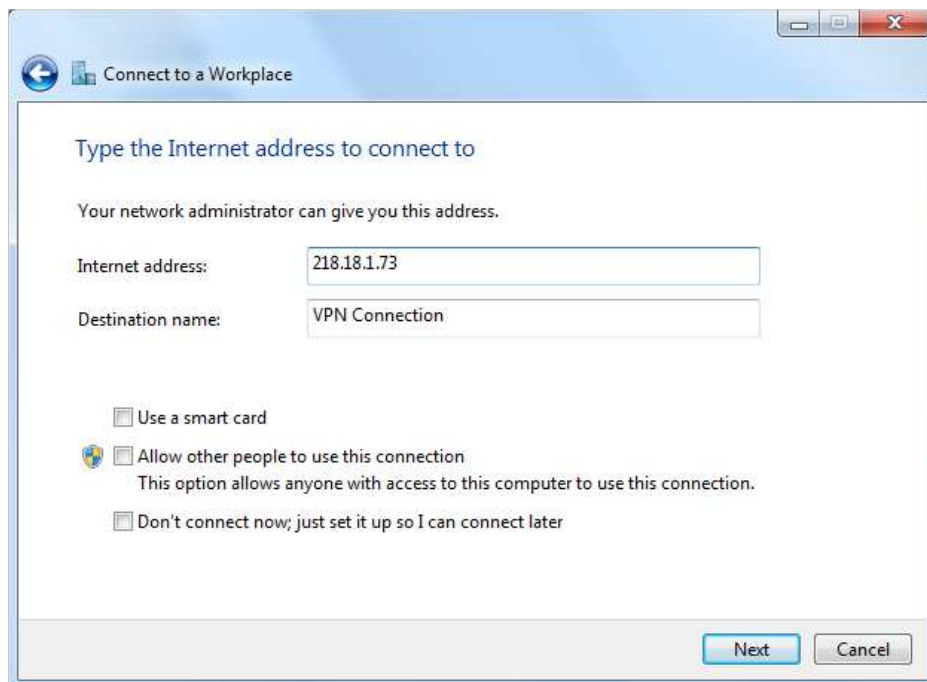 Connect to a Workplace
Type the Internet address to connect to
Your network administrator can give you this address.
Internet address: 218.18.1.73
Destination name: VPN Connection
Use a smart card
Allow other people to use this connection
This option allows anyone with access to this computer to use this connection.
Don't connect now; just set it up so I can connect later
Next Cancel